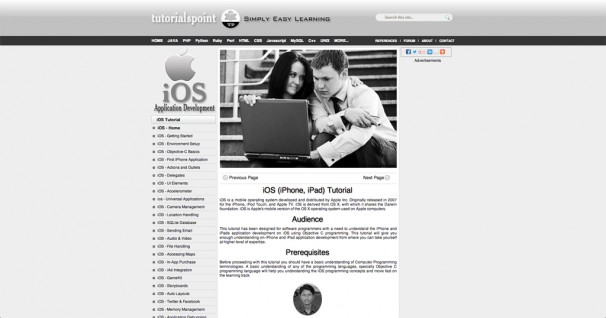 tutorialspoint
SIMPLY EASY LEARNING
Search this site...
HOME JAVA PHP Python Ruby Perl HTML CSS Javascript MySQL C++ UNIX MORE...
REFERENCES | FORUM | ABOUT | CONTACT
iOS
Application Development
Advertisements
iOS Tutorial
iOS - Home
iOS - Getting Started
iOS - Environment Setup
iOS - Objective-C Basics
iOS - First iPhone Application
iOS - Actions and Outlets
iOS - Delegates
iOS - UI Elements
iOS - Accelerometer
ios - Universal Applications
iOS - Camera Management
iOS - Location Handling
iOS - SQLite Database
iOS - Sending Email
iOS - Audio & Video
iOS - File Handling
iOS - Accessing Maps
iOS - In-App Purchase
iOS - iAd Integration
iOS - GameKit
iOS - Storyboards
iOS - Auto Layouts
iOS - Twitter & Facebook
iOS - Memory Management
iOS - Application Debugging
Previous Page
Next Page
iOS (iPhone, iPad) Tutorial
iOS is a mobile operating system developed and distributed by Apple Inc. Originally released in 2007
for the iPhone, iPod Touch, and Apple TV. iOS is derived from OS X, with which it shares the Darwin
foundation. iOS is Apple's mobile version of the OS X operating system used on Apple computers.
Audience
This tutorial has been designed for software programmers with a need to understand the iPhone and
iPad application development on iOS using Objective C programming. This tutorial will give you
enough understanding on iPhone and iPad application development from where you can take yourself
at higher level of expertise.
Prerequisites
Before proceeding with this tutorial you should have a basic understanding of Computer Programming
terminologies. A basic understanding of any of the programming languages, specially Objective C
programming language will help you understanding the iOS programming concepts and move fast on
the learning track.